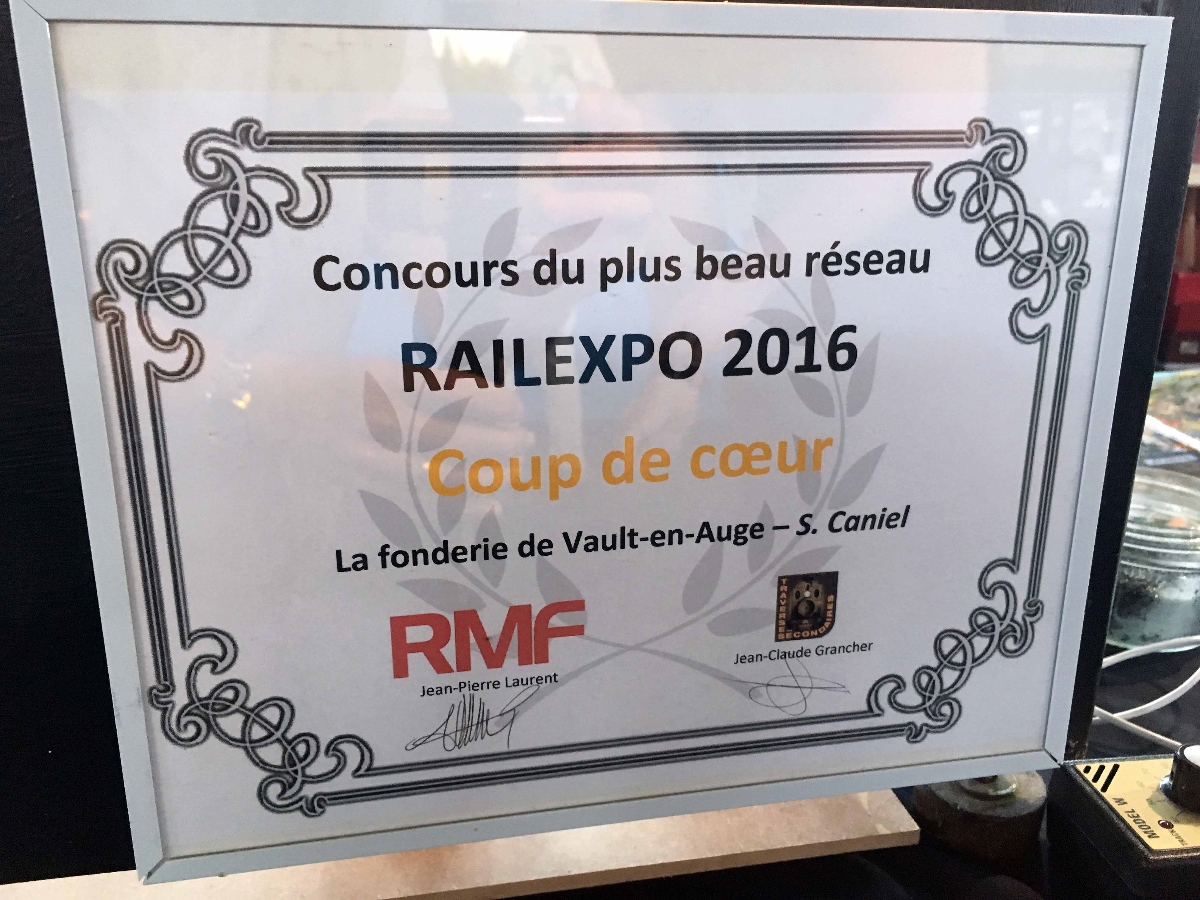 Concours du plus beau réseau
RAILEXPO 2016
Coup de cœur
La fonderie de Vault-en-Auge – S. Caniel
RMF
Jean-Pierre Laurent
TRAVERSES
SECONDAIRES
Jean-Claude Grancher
MODEL W